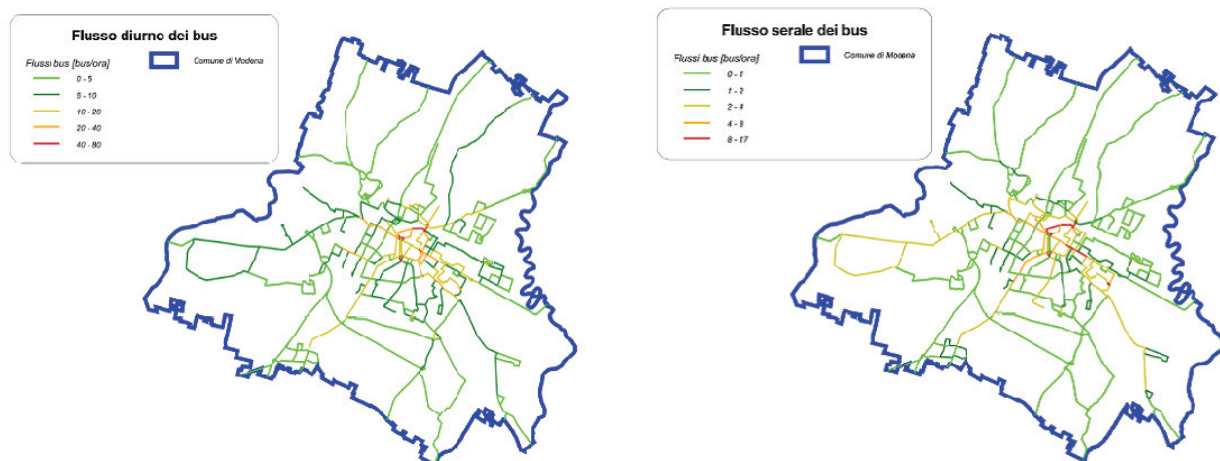 Flusso diurno dei bus
Flussi bus [bus/ora]
Comune di Modena
0 - 5
5 - 10
10 - 20
20 - 40
40 - 80
Flusso serale dei bus
Flussi bus [bus/ora]
Comune di Modena
0 - 1
1 - 2
2 - 4
4 - 8
8 - 17